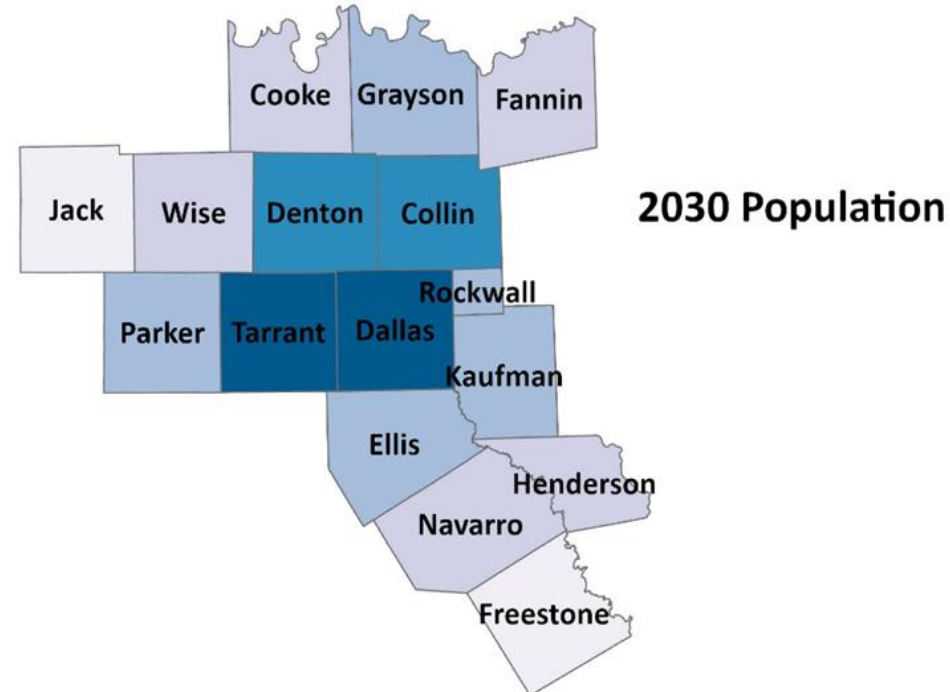 Cooke
Grayson
Fannin
Jack
Wise
Denton
Collin
2030 Population
Rockwall
Parker
Tarrant
Dallas
Kaufman
Ellis
Henderson
Navarro
Freestone